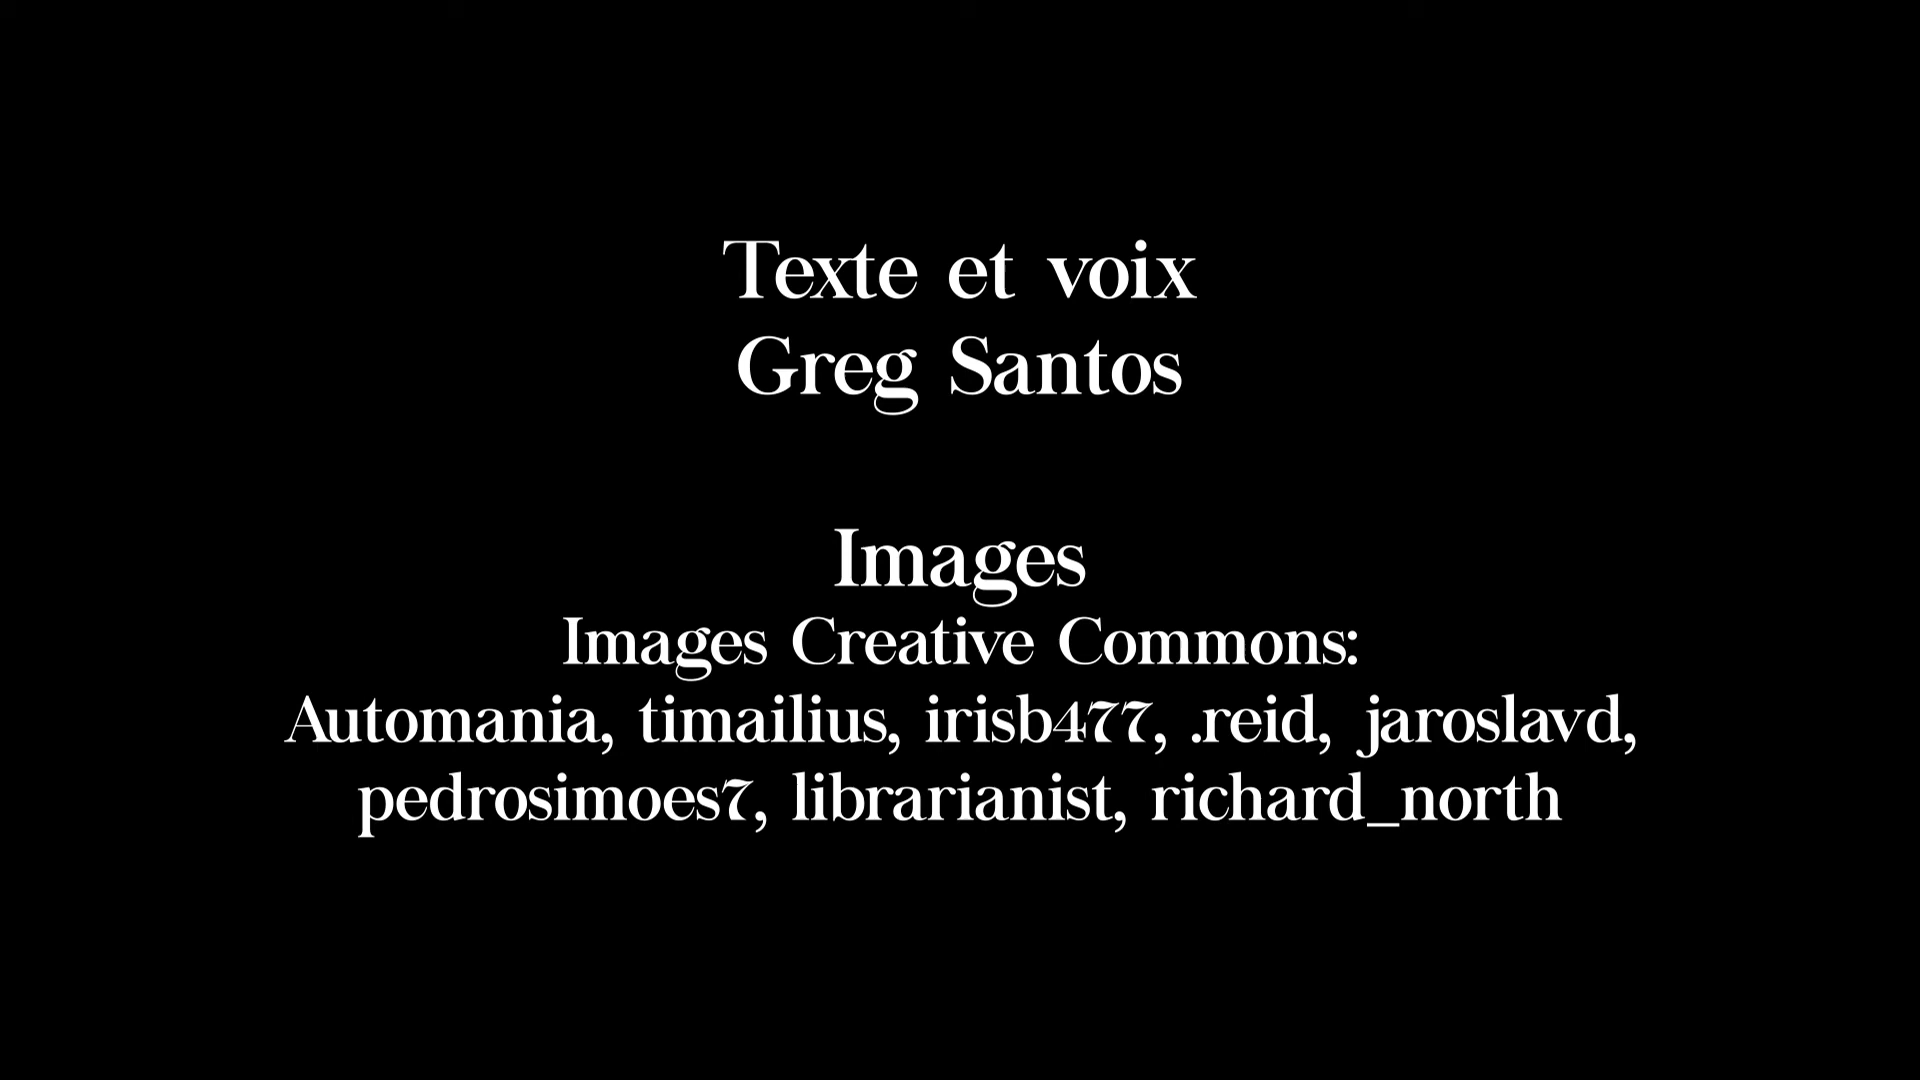 Texte et voix
Greg Santos
Images
Images Creative Commons:
Automania, timailius, irisb477, .reid, jaroslavd,
pedrosimoes7, librarianist, richard_north